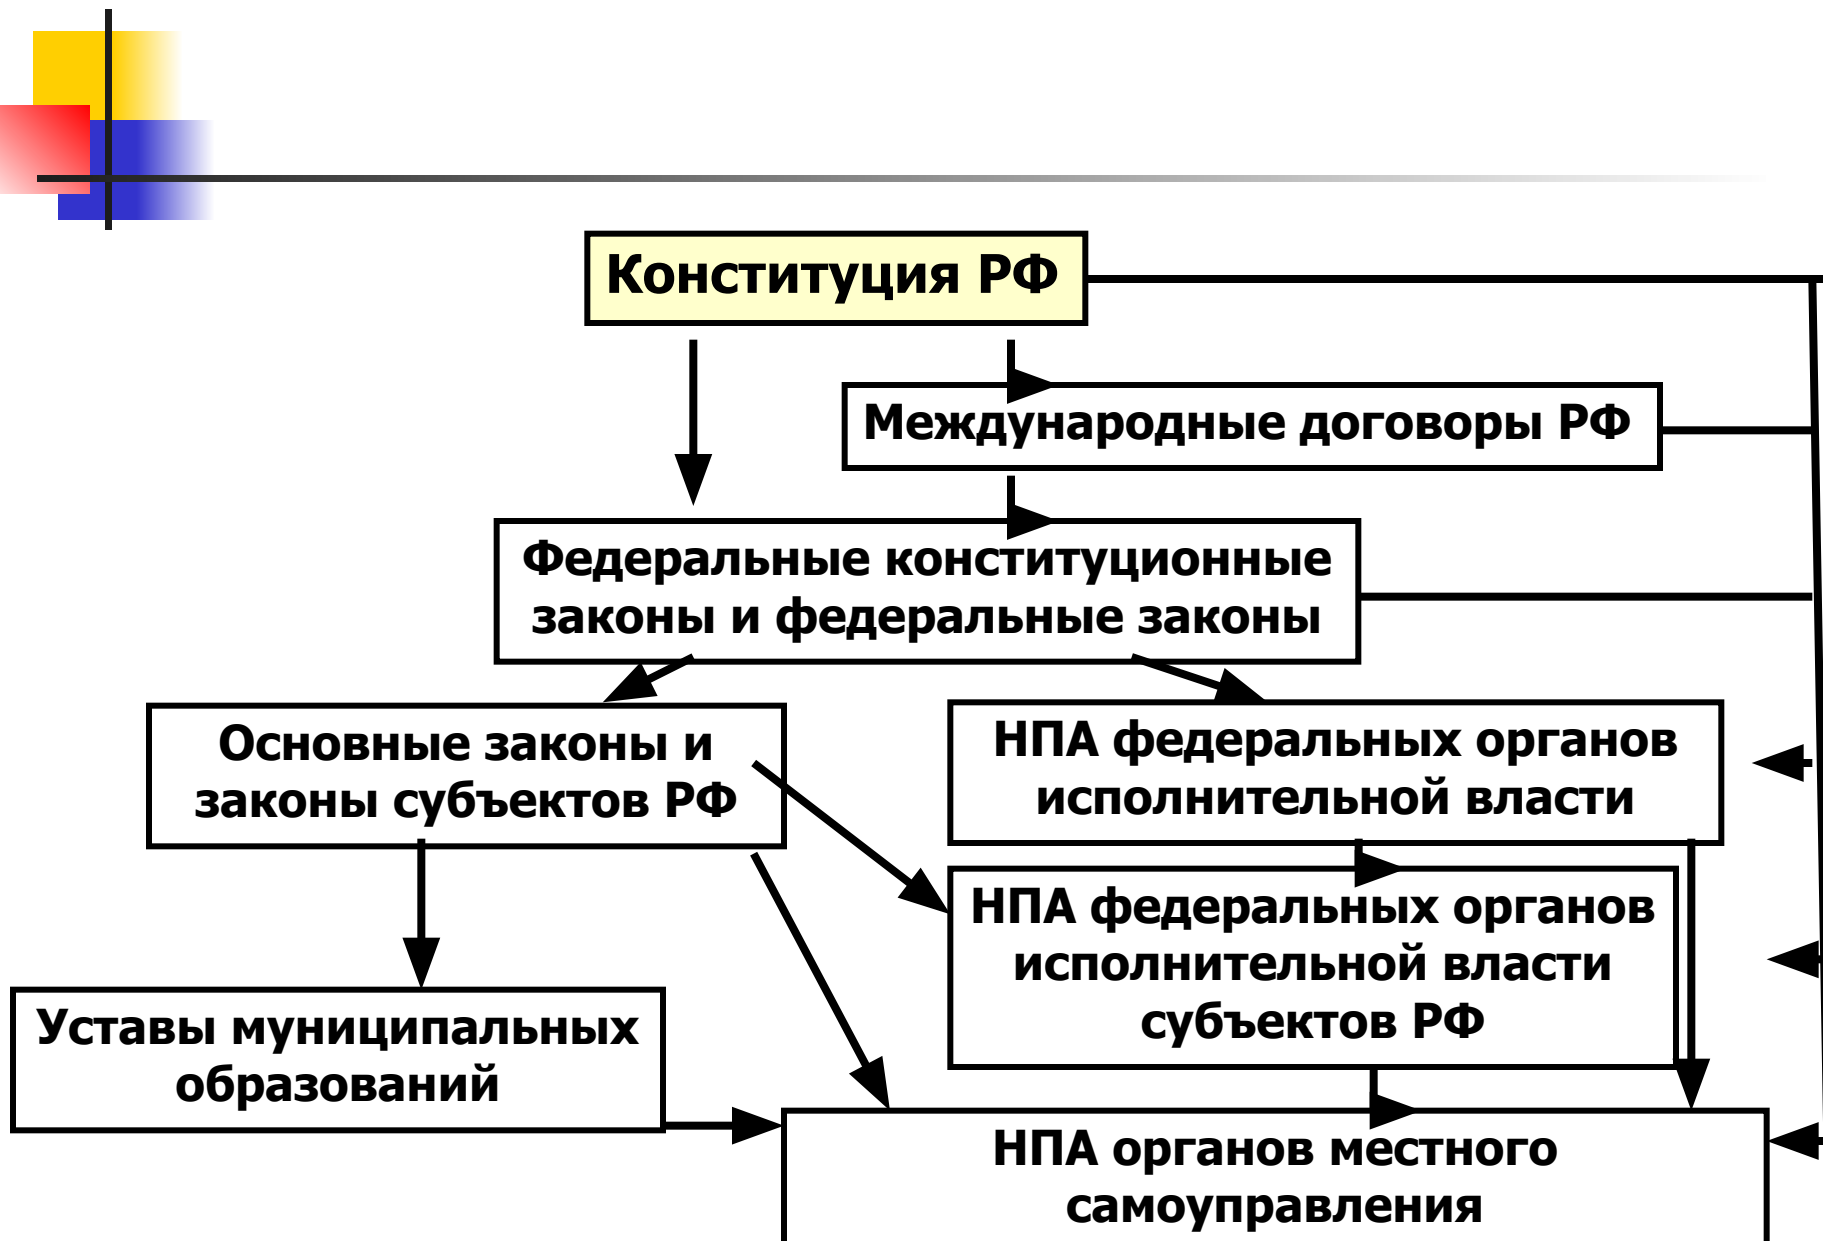 Конституция РФ
Международные договоры РФ
Федеральные конституционные
законы и федеральные законы
Основные законы и
законы субъектов РФ
НПА федеральных органов
исполнительной власти
НПА федеральных органов
исполнительной власти
субъектов РФ
Уставы муниципальных
образований
НПА органов местного
самоуправления